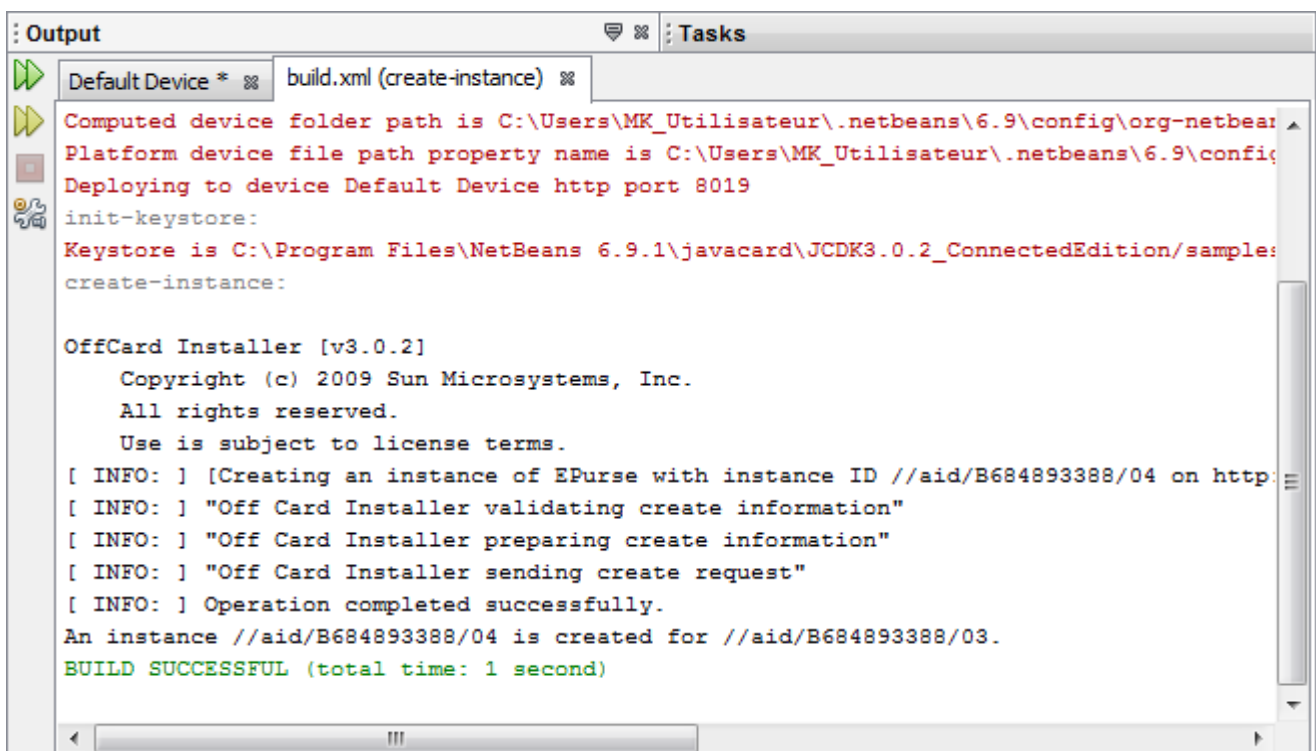 Output
Tasks
Default Device *
build.xml (create-instance)
Computed device folder path is C:\Users\MK_Utilisateur\.netbeans\6.9\config\org-netbear
Platform device file path property name is C:\Users\MK_Utilisateur\.netbeans\6.9\config
Deploying to device Default Device http port 8019
init-keystore:
Keystore is C:\Program Files\NetBeans 6.9.1\javacard\JCDK3.0.2_ConnectedEdition/samples
create-instance:
OffCard Installer [v3.0.2]
Copyright (c) 2009 Sun Microsystems, Inc.
All rights reserved.
Use is subject to license terms.
[ INFO: ] [Creating an instance of EPurse with instance ID //aid/B684893388/04 on http:
[ INFO: ] "Off Card Installer validating create information"
[ INFO: ] "Off Card Installer preparing create information"
[ INFO: ] "Off Card Installer sending create request"
[ INFO: ] Operation completed successfully.
An instance //aid/B684893388/04 is created for //aid/B684893388/03.
BUILD SUCCESSFUL (total time: 1 second)